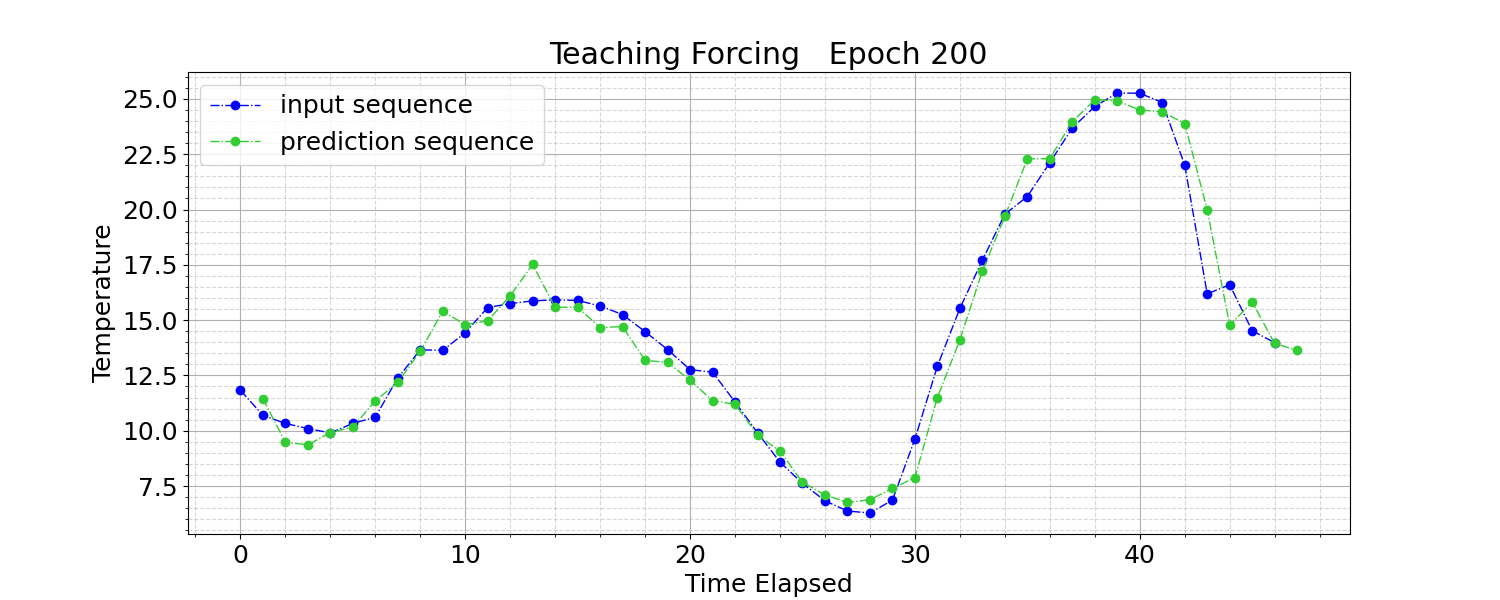 Teaching Forcing   Epoch 200
input sequence
prediction sequence
Temperature
25.0
22.5
20.0
17.5
15.0
12.5
10.0
7.5
0 10 20 30 40
Time Elapsed